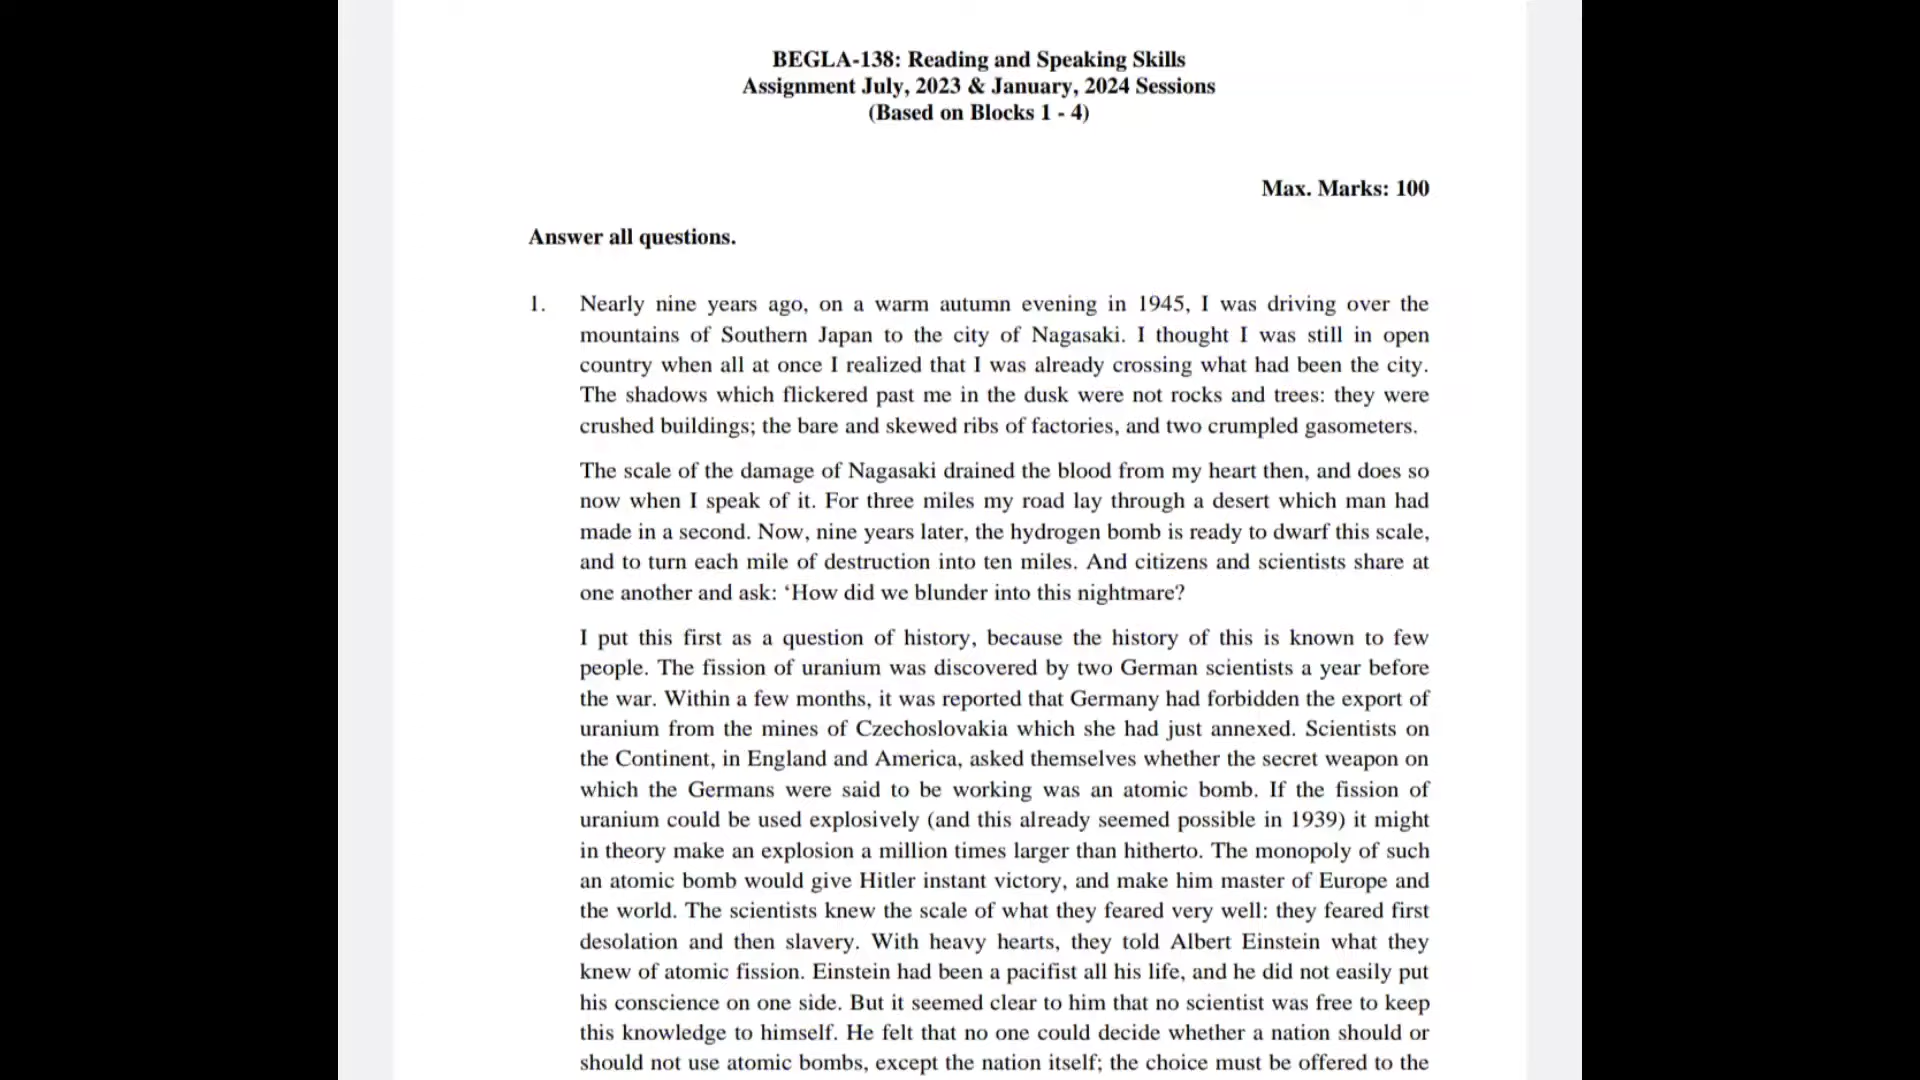 BEGLA-138: Reading and Speaking Skills
Assignment July, 2023 & January, 2024 Sessions
(Based on Blocks 1 - 4)
Max. Marks: 100
Answer all questions.
1. Nearly nine years ago, on a warm autumn evening in 1945, I was driving over the
mountains of Southern Japan to the city of Nagasaki. I thought I was still in open
country when all at once I realized that I was already crossing what had been the city.
The shadows which flickered past me in the dusk were not rocks and trees: they were
crushed buildings; the bare and skewed ribs of factories, and two crumpled gasometers.
The scale of the damage of Nagasaki drained the blood from my heart then, and does so
now when I speak of it. For three miles my road lay through a desert which man had
made in a second. Now, nine years later, the hydrogen bomb is ready to dwarf this scale,
and to turn each mile of destruction into ten miles. And citizens and scientists share at
one another and ask: ‘How did we blunder into this nightmare?
I put this first as a question of history, because the history of this is known to few
people. The fission of uranium was discovered by two German scientists a year before
the war. Within a few months, it was reported that Germany had forbidden the export of
uranium from the mines of Czechoslovakia which she had just annexed. Scientists on
the Continent, in England and America, asked themselves whether the secret weapon on
which the Germans were said to be working was an atomic bomb. If the fission of
uranium could be used explosively (and this already seemed possible in 1939) it might
in theory make an explosion a million times larger than hitherto. The monopoly of such
an atomic bomb would give Hitler instant victory, and make him master of Europe and
the world. The scientists knew the scale of what they feared very well: they feared first
desolation and then slavery. With heavy hearts, they told Albert Einstein what they
knew of atomic fission. Einstein had been a pacifist all his life, and he did not easily put
his conscience on one side. But it seemed clear to him that no scientist was free to keep
this knowledge to himself. He felt that no one could decide whether a nation should or
should not use atomic bombs, except the nation itself; the choice must be offered to the